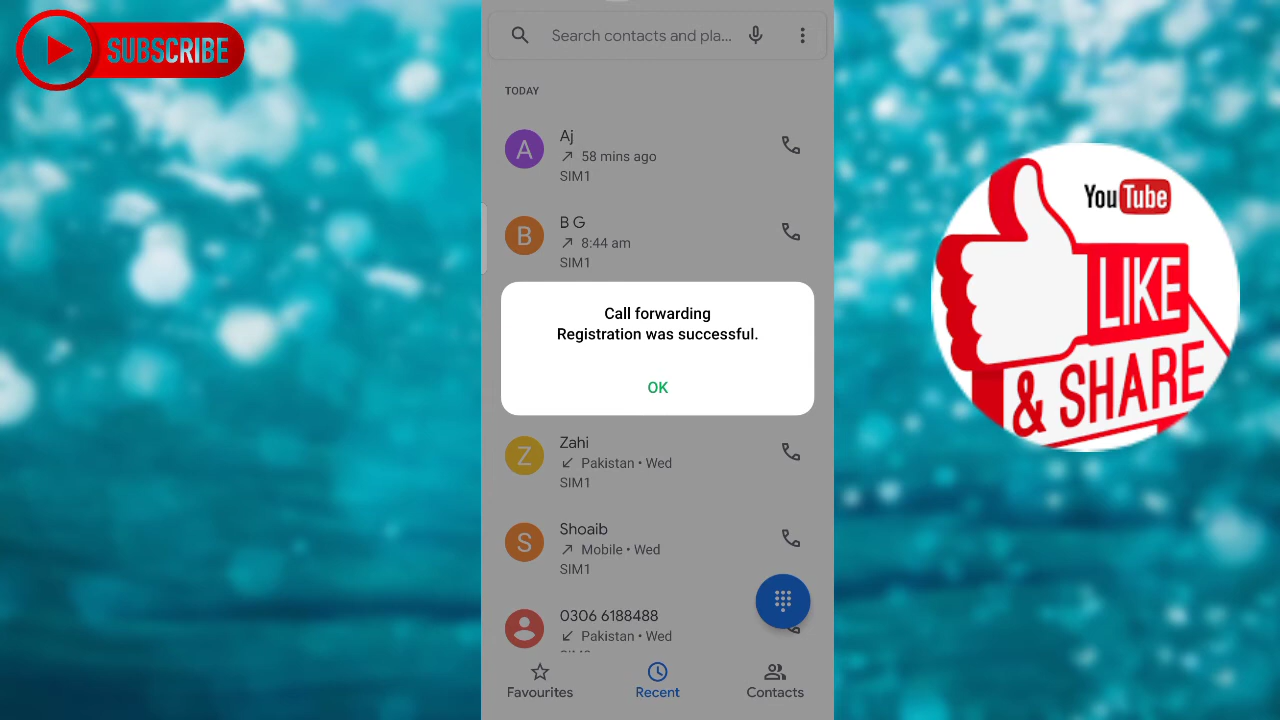 SUBSCRIBE
Search contacts and pla...
TODAY
Aj
58 mins ago
SIM1
B G
8:44 am
SIM1
Call forwarding
Registration was successful.
OK
Zahi
Pakistan • Wed
SIM1
Shoaib
Mobile • Wed
SIM1
0306 6188488
Pakistan • Wed
Favourites
Recent
Contacts
YouTube
LIKE
& SHARE
A
B
Z
S